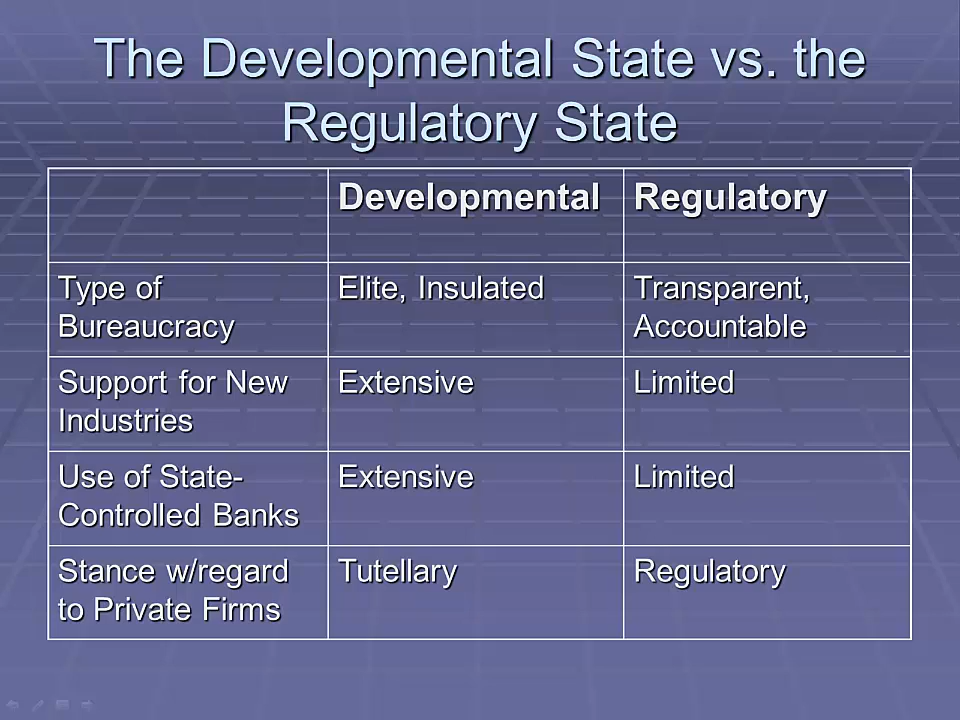 The Developmental State vs. the
Regulatory State
Developmental Regulatory
Type of Elite, Insulated Transparent,
Bureaucracy Accountable
Support for New Extensive Limited
Industries
Use of State- Extensive Limited
Controlled Banks
Stance w/regard Tutellary Regulatory
to Private Firms